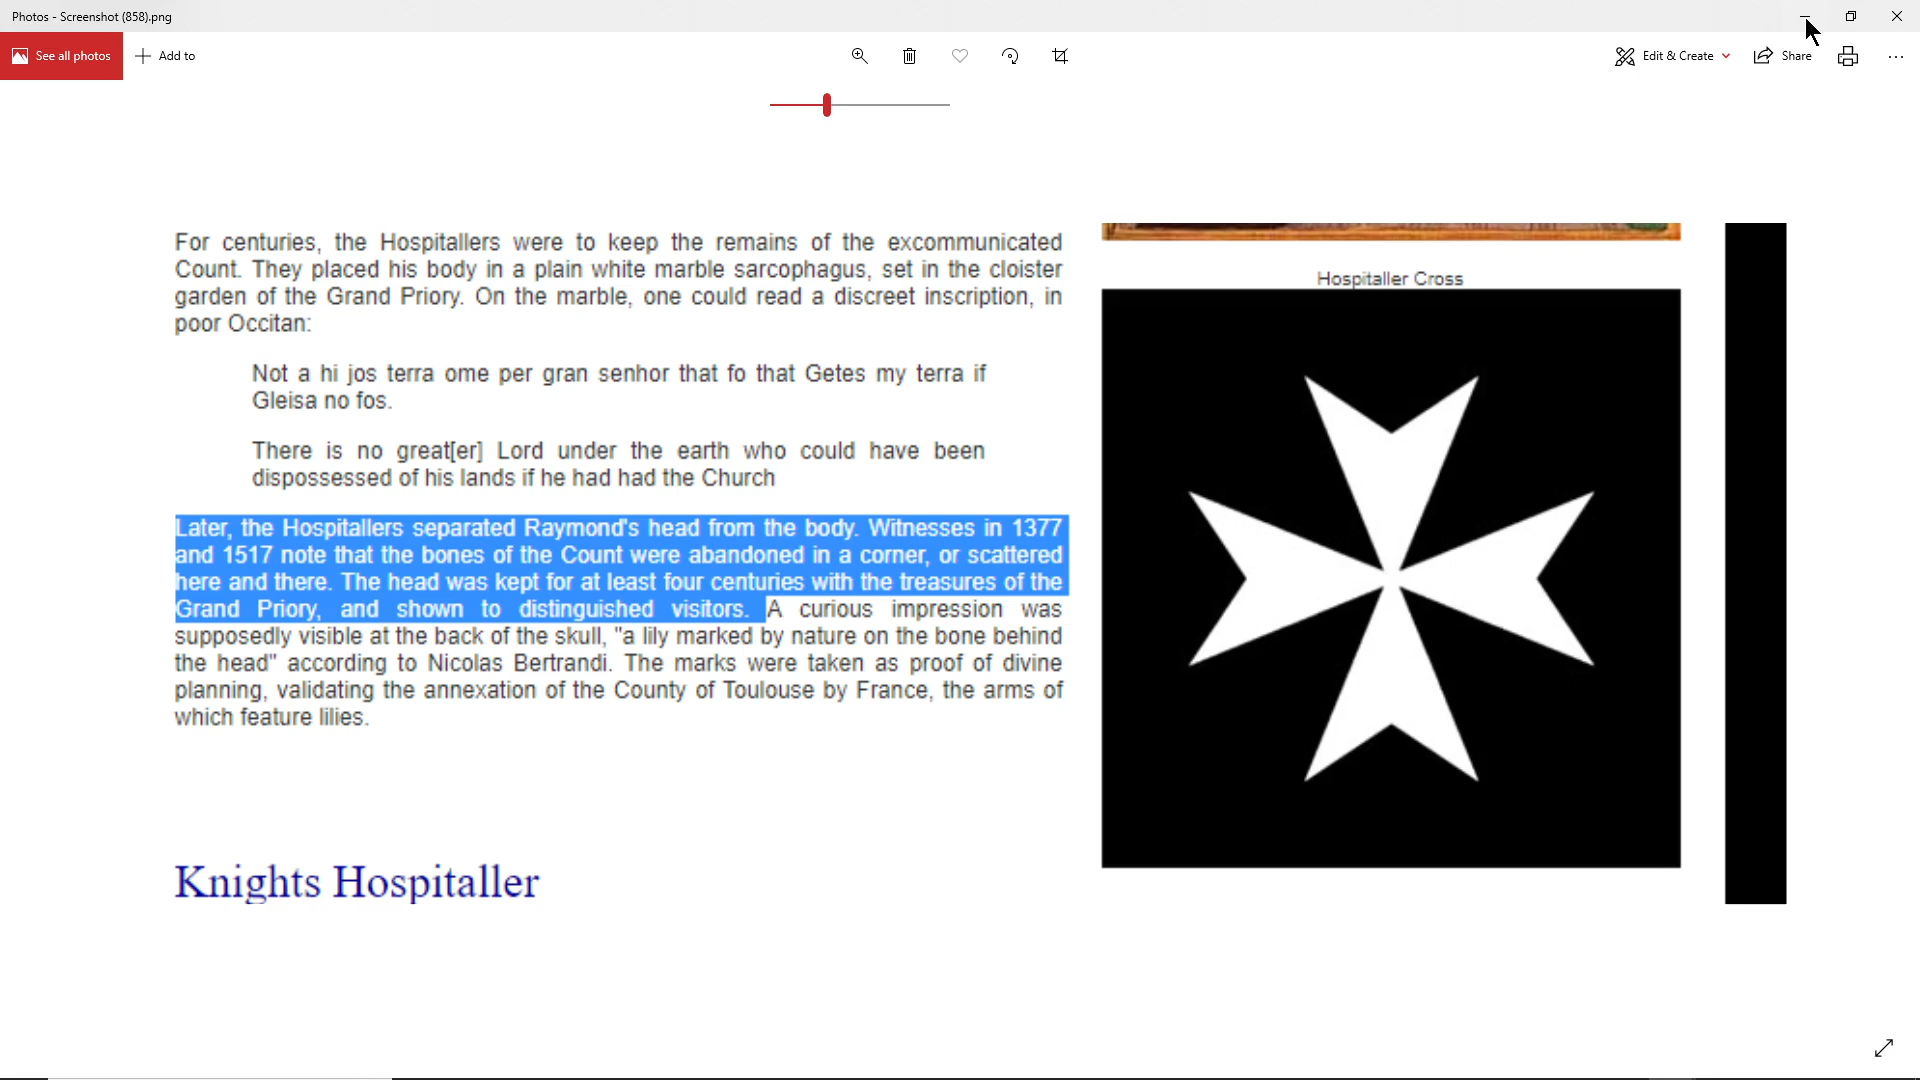 Photos - Screenshot (858).png
See all photos
Add to
Edit & Create
Share
For centuries, the Hospitallers were to keep the remains of the excommunicated
Count. They placed his body in a plain white marble sarcophagus, set in the cloister
garden of the Grand Priory. On the marble, one could read a discreet inscription, in
poor Occitan:
Not a hi jos terra ome per gran senhor that fo that Getes my terra if
Gleisa no fos.
There is no great[er] Lord under the earth who could have been
dispossessed of his lands if he had had the Church
Later, the Hospitallers separated Raymond's head from the body. Witnesses in 1377
and 1517 note that the bones of the Count were abandoned in a corner, or scattered
here and there. The head was kept for at least four centuries with the treasures of the
Grand Priory, and shown to distinguished visitors. A curious impression was
supposedly visible at the back of the skull, "a lily marked by nature on the bone behind
the head" according to Nicolas Bertrandi. The marks were taken as proof of divine
planning, validating the annexation of the County of Toulouse by France, the arms of
which feature lilies.
Hospitaller Cross
Knights Hospitaller